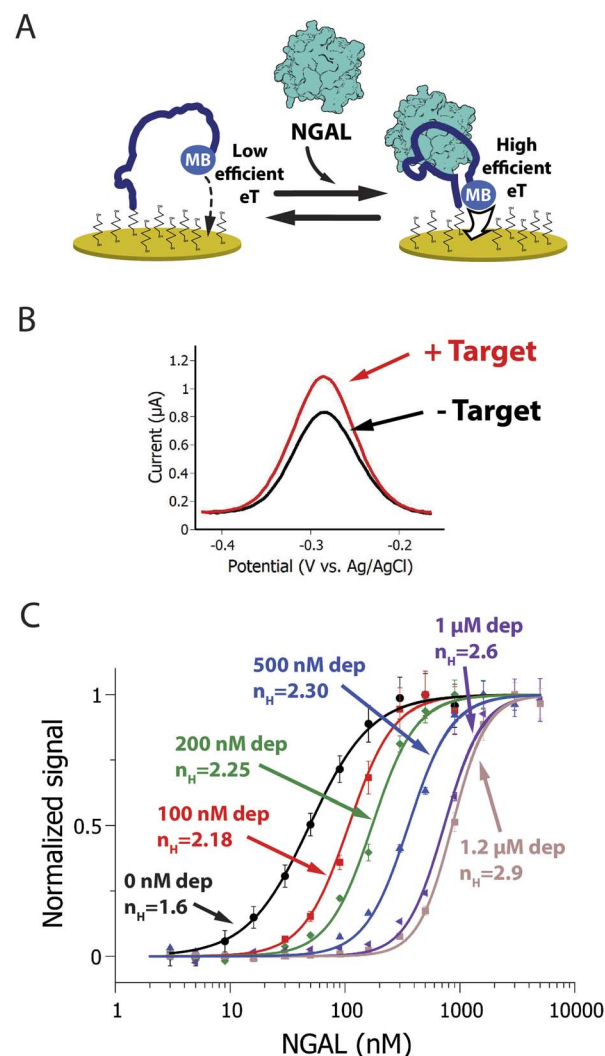 A
NGAL
MB
Low
efficient
eT
High
efficient
eT
MB
B
+ Target
- Target
1.2
1
0.8
0.6
0.4
0.2
0
Current (µA)
-0.4
-0.3
-0.2
Potential (V vs. Ag/AgCl)
C
1 µM dep
nH=2.6
500 nM dep
nH=2.30
200 nM dep
nH=2.25
100 nM dep
nH=2.18
0 nM dep
nH=1.6
1.2 µM dep
nH=2.9
1
0.5
0
Normalized signal
1
10
100
1000
10000
NGAL (nM)